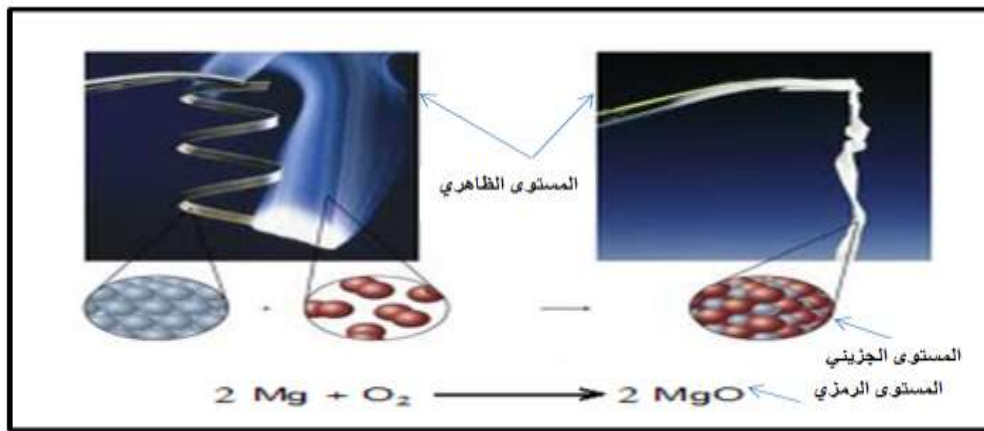 المستوى الظاهري
المستوى الجزيئي
المستوى الرمزي
2 Mg + O₂ ⟶ 2 MgO